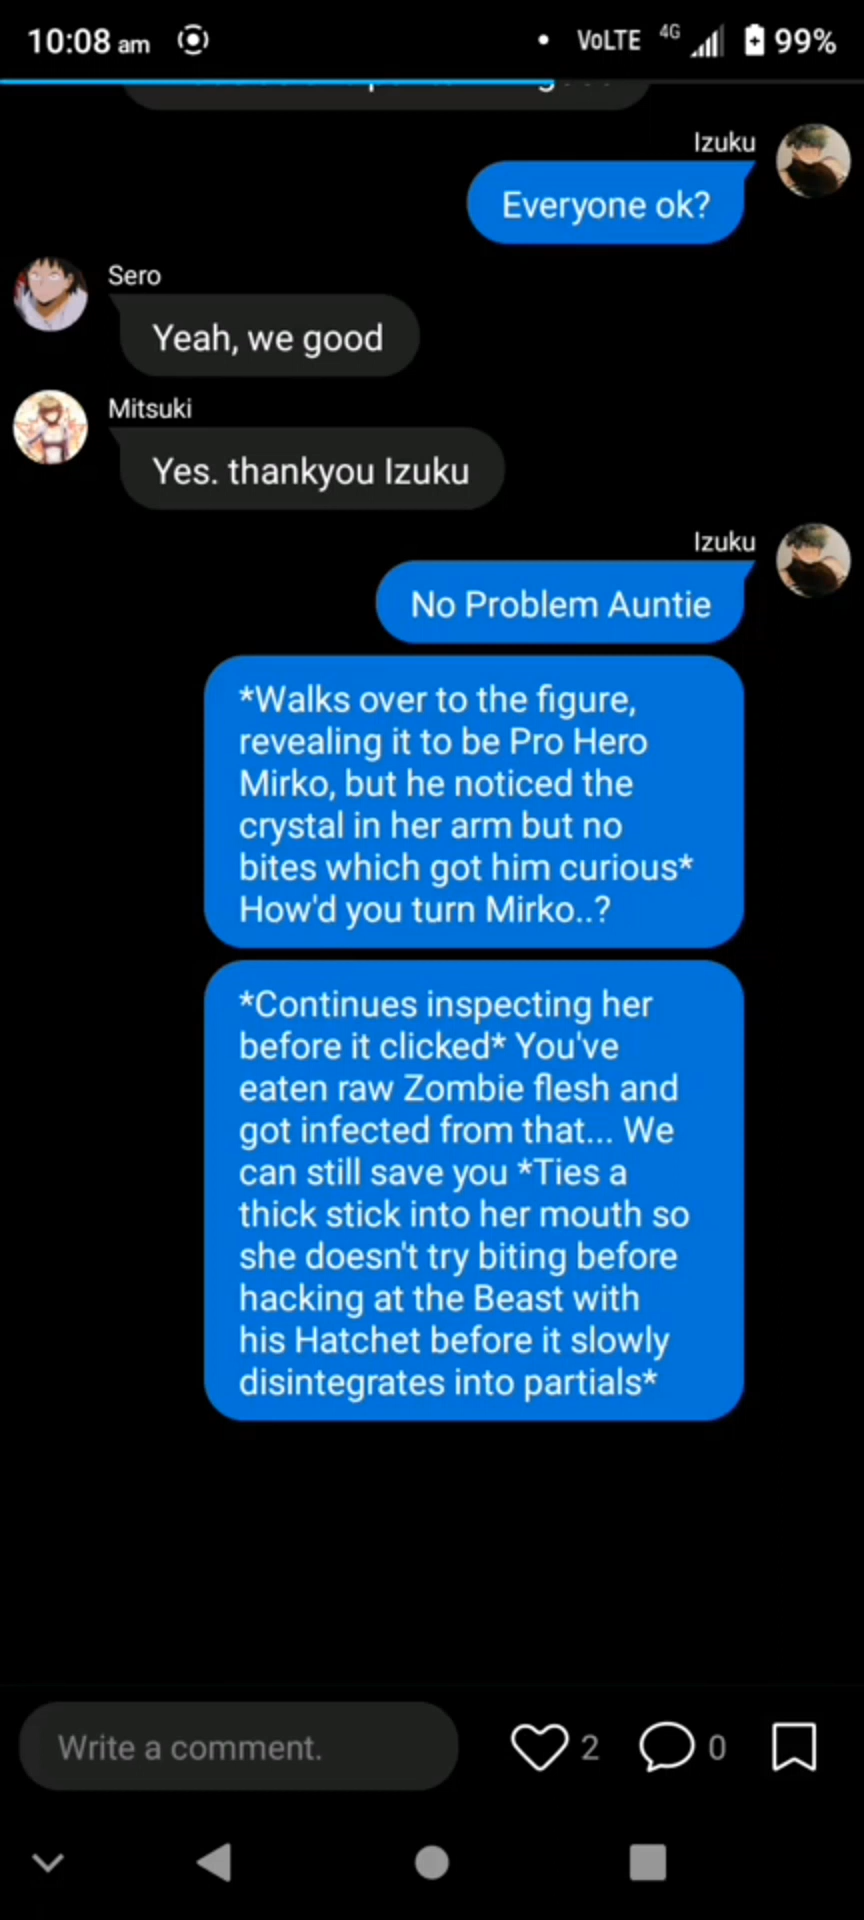 10:08 am
VoLTE 4G 99%
Izuku
Everyone ok?
Sero
Yeah, we good
Mitsuki
Yes. thankyou Izuku
Izuku
No Problem Auntie
*Walks over to the figure,
revealing it to be Pro Hero
Mirko, but he noticed the
crystal in her arm but no
bites which got him curious*
How'd you turn Mirko..?
*Continues inspecting her
before it clicked* You've
eaten raw Zombie flesh and
got infected from that... We
can still save you *Ties a
thick stick into her mouth so
she doesn't try biting before
hacking at the Beast with
his Hatchet before it slowly
disintegrates into partials*
Write a comment.
2
0